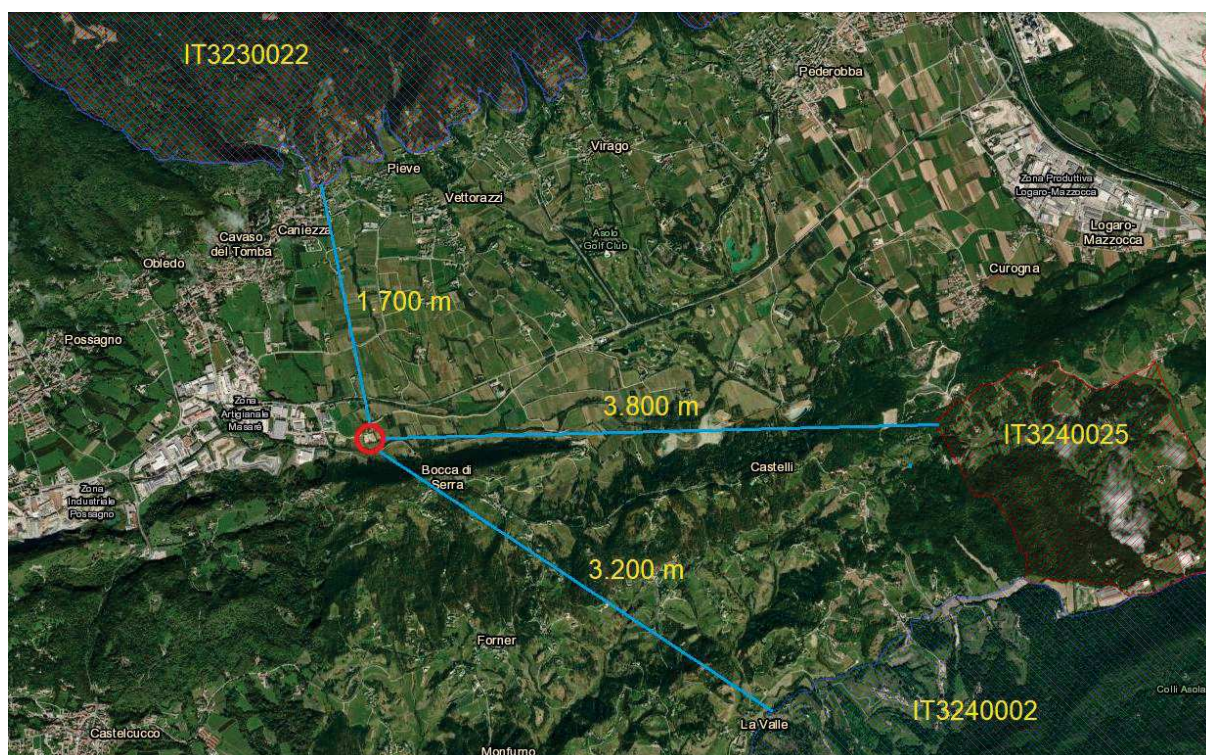 IT3230022
Pederobba
Virago
Pieve
Vettorazzi
Zona Produttiva
Logaro-Mazzocca
Caniezza
Logaro-
Mazzocca
Cavaso
del Tomba
Asolo
Golf Club
Obledo
Curogna
1.700 m
Possagno
Zona
Artigianale
Masarè
3.800 m
IT3240025
Bocca di
Serra
Castelli
Zona
Industriale
Possagno
3.200 m
Forner
Colli Asola
IT3240002
La Valle
Castelcucco
Monfumo